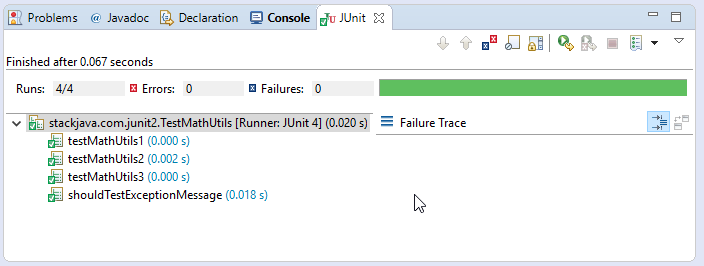 Problems @ Javadoc Declaration Console JUnit
Finished after 0.067 seconds
Runs: 4/4 Errors: 0 Failures: 0
stackjava.com.junit2.TestMathUtils [Runner: JUnit 4] (0.020 s) Failure Trace
testMathUtils1 (0.000 s)
testMathUtils2 (0.002 s)
testMathUtils3 (0.000 s)
shouldTestExceptionMessage (0.018 s)